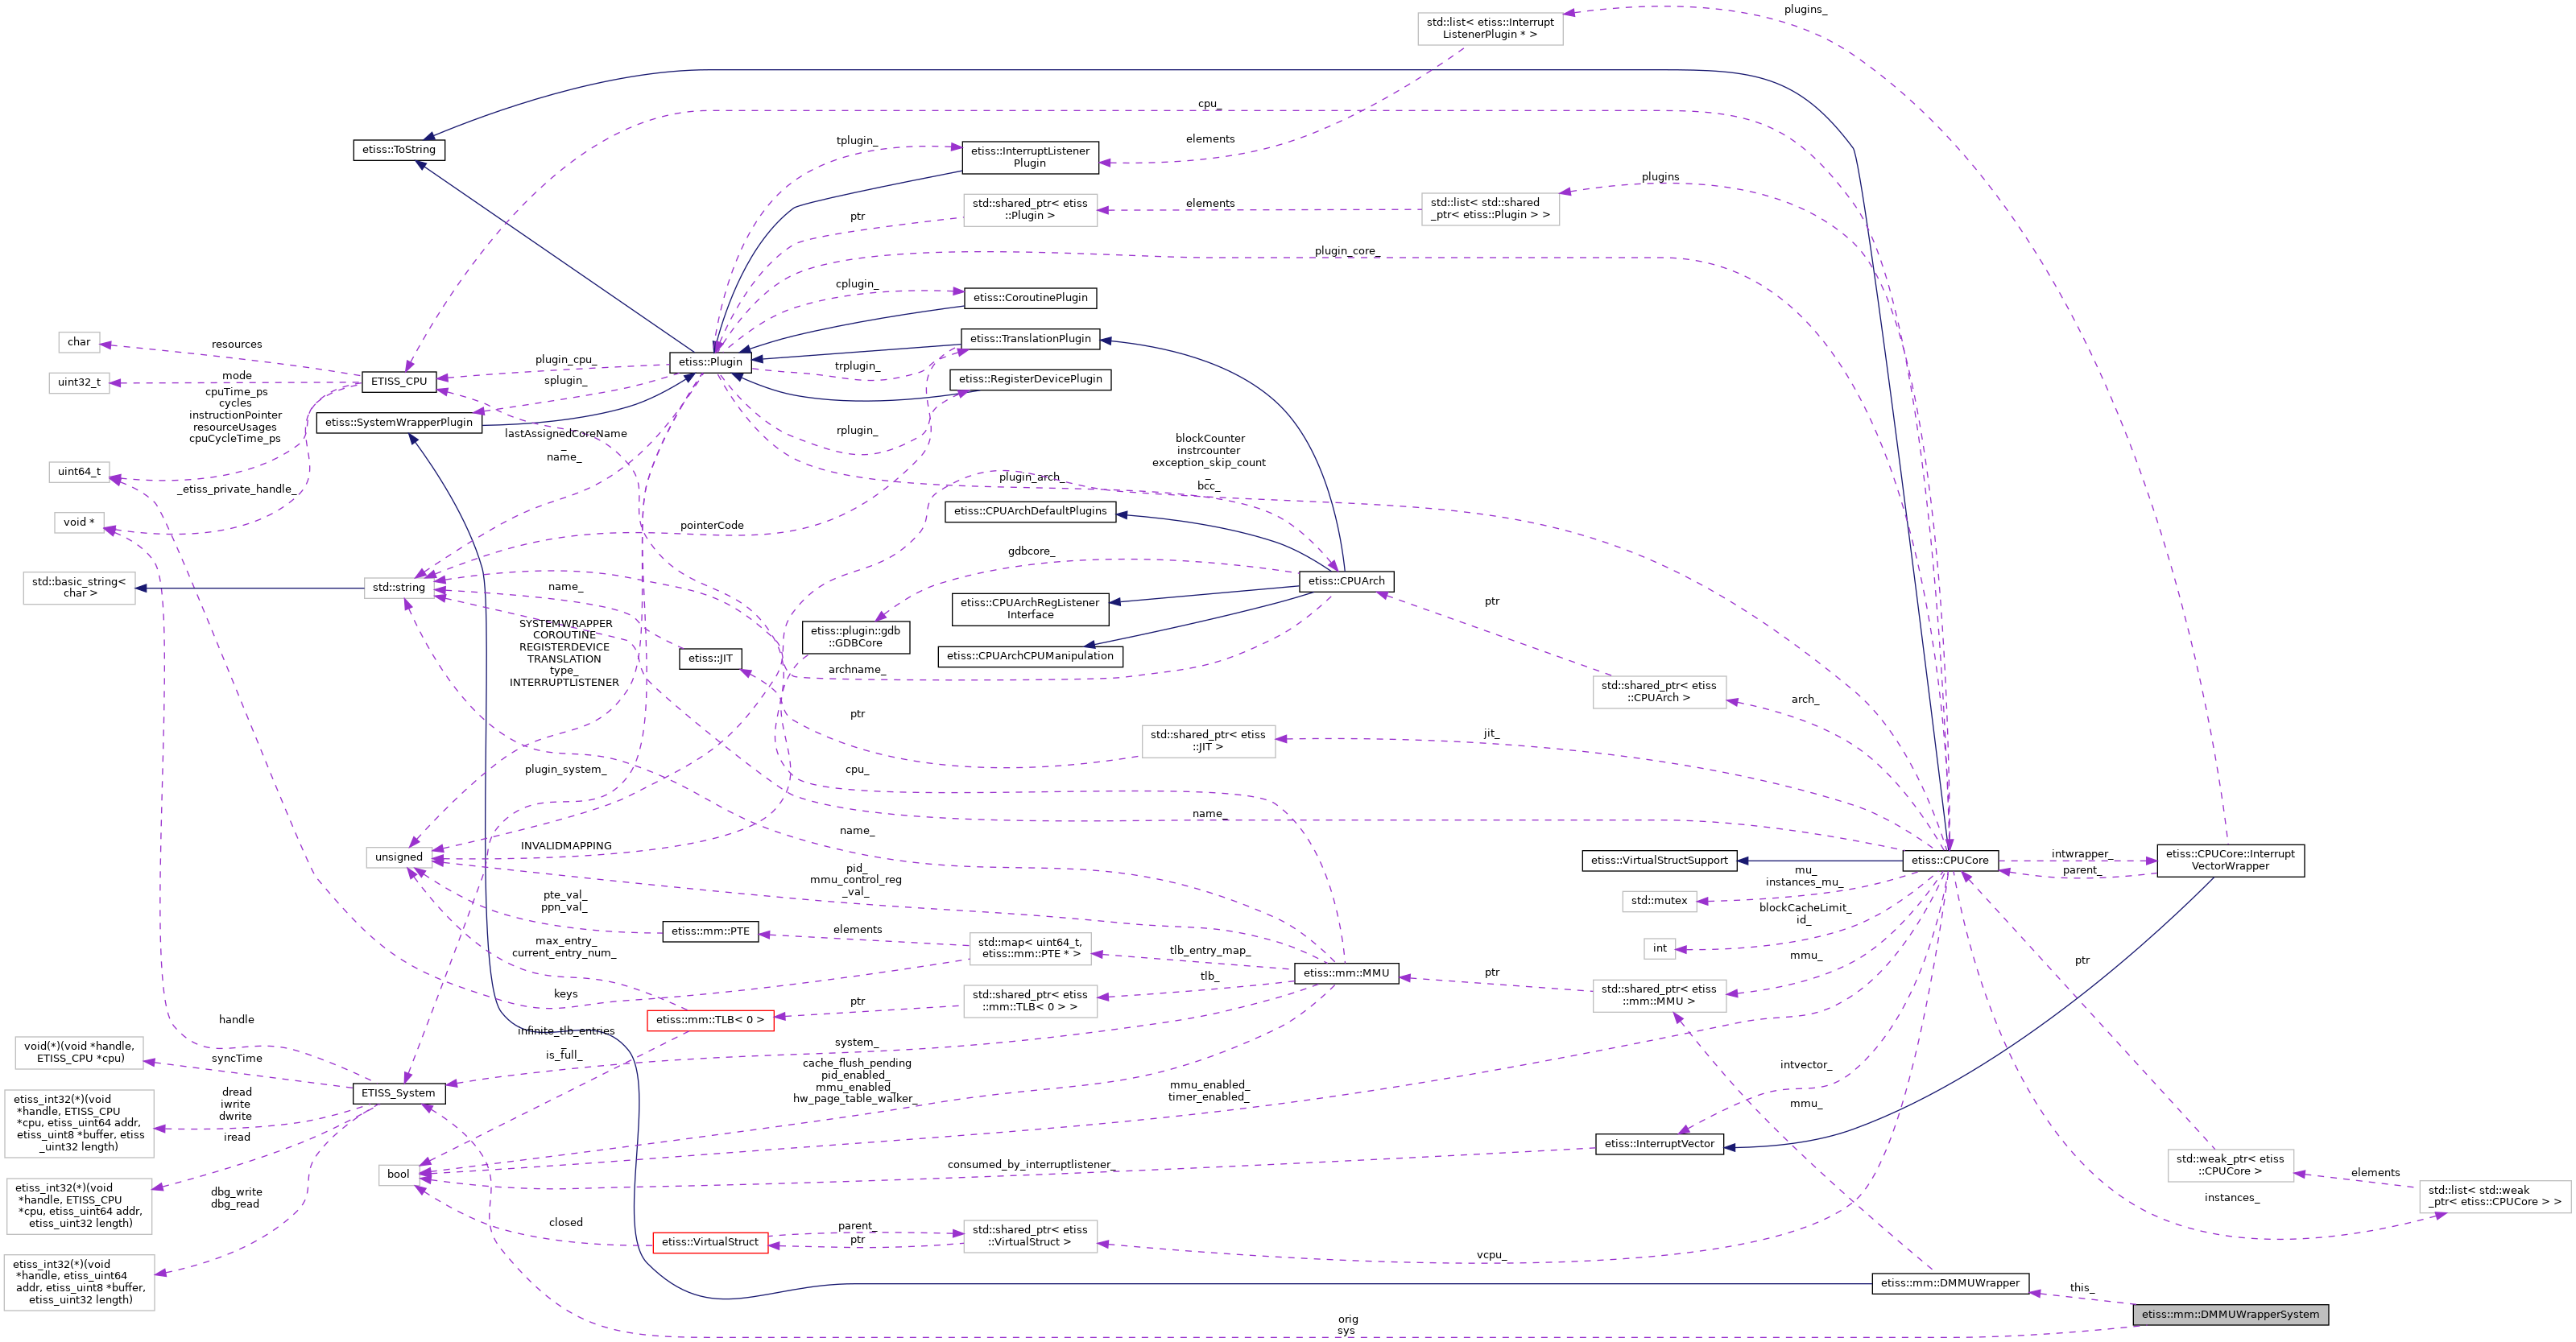 plugins_
std::list< etiss::Interrupt
ListenerPlugin * >
cpu_
tplugin_
elements
etiss::ToString
etiss::InterruptListener
Plugin
plugins
std::shared_ptr< etiss
::Plugin >
ptr
elements
std::list< std::shared
_ptr< etiss::Plugin > >
plugin_core_
cplugin_
etiss::CoroutinePlugin
char
resources
etiss::TranslationPlugin
plugin_cpu_
etiss::Plugin
trplugin_
uint32_t
mode
ETISS_CPU
splugin_
etiss::RegisterDevicePlugin
cpuTime_ps
cycles
instructionPointer
resourceUsages
cpuCycleTime_ps
etiss::SystemWrapperPlugin
lastAssignedCoreName
_
name_
rplugin_
blockCounter
instrcounter
exception_skip_count
_
bcc_
uint64_t
_etiss_private_handle_
plugin_arch_
void *
pointerCode
etiss::CPUArchDefaultPlugins
gdbcore_
std::basic_string<
char >
std::string
name_
etiss::CPUArch
etiss::CPUArchRegListener
Interface
ptr
SYSTEMWRAPPER
COROUTINE
REGISTERDEVICE
TRANSLATION
type_
INTERRUPTLISTENER
etiss::plugin::gdb
::GDBCore
etiss::JIT
etiss::CPUArchCPUManipulation
archname_
std::shared_ptr< etiss
::CPUArch >
arch_
ptr
std::shared_ptr< etiss
::JIT >
jit_
plugin_system_
cpu_
name_
name_
INVALIDMAPPING
unsigned
etiss::VirtualStructSupport
etiss::CPUCore
intwrapper_
parent_
etiss::CPUCore::Interrupt
VectorWrapper
pid_
mmu_control_reg
_val_
mu_
instances_mu_
std::mutex
pte_val_
ppn_val_
etiss::mm::PTE
elements
blockCacheLimit_
id_
max_entry_
current_entry_num_
std::map< uint64_t,
etiss::mm::PTE * >
tlb_entry_map_
int
mmu_
ptr
tlb_
etiss::mm::MMU
ptr
keys
std::shared_ptr< etiss
::mm::TLB< 0 > >
ptr
std::shared_ptr< etiss
::mm::MMU >
handle
etiss::mm::TLB< 0 >
infinite_tlb_entries
_
is_full_
void(*)(void *handle,
ETISS_CPU *cpu)
syncTime
system_
cache_flush_pending
pid_enabled_
mmu_enabled_
hw_page_table_walker_
intvector_
mmu_enabled_
timer_enabled_
ETISS_System
etiss_int32(*)(void
*handle, ETISS_CPU
*cpu, etiss_uint64 addr,
etiss_uint8 *buffer, etiss
_uint32 length)
dread
iwrite
dwrite
iread
mmu_
etiss::InterruptVector
consumed_by_interruptlistener_
bool
std::weak_ptr< etiss
::CPUCore >
elements
std::list< std::weak
_ptr< etiss::CPUCore > >
instances_
etiss_int32(*)(void
*handle, ETISS_CPU
*cpu, etiss_uint64 addr,
etiss_uint32 length)
dbg_write
dbg_read
closed
etiss::VirtualStruct
parent_
ptr
std::shared_ptr< etiss
::VirtualStruct >
vcpu_
etiss_int32(*)(void
*handle, etiss_uint64
addr, etiss_uint8 *buffer,
etiss_uint32 length)
etiss::mm::DMMUWrapper
this_
etiss::mm::DMMUWrapperSystem
orig
sys